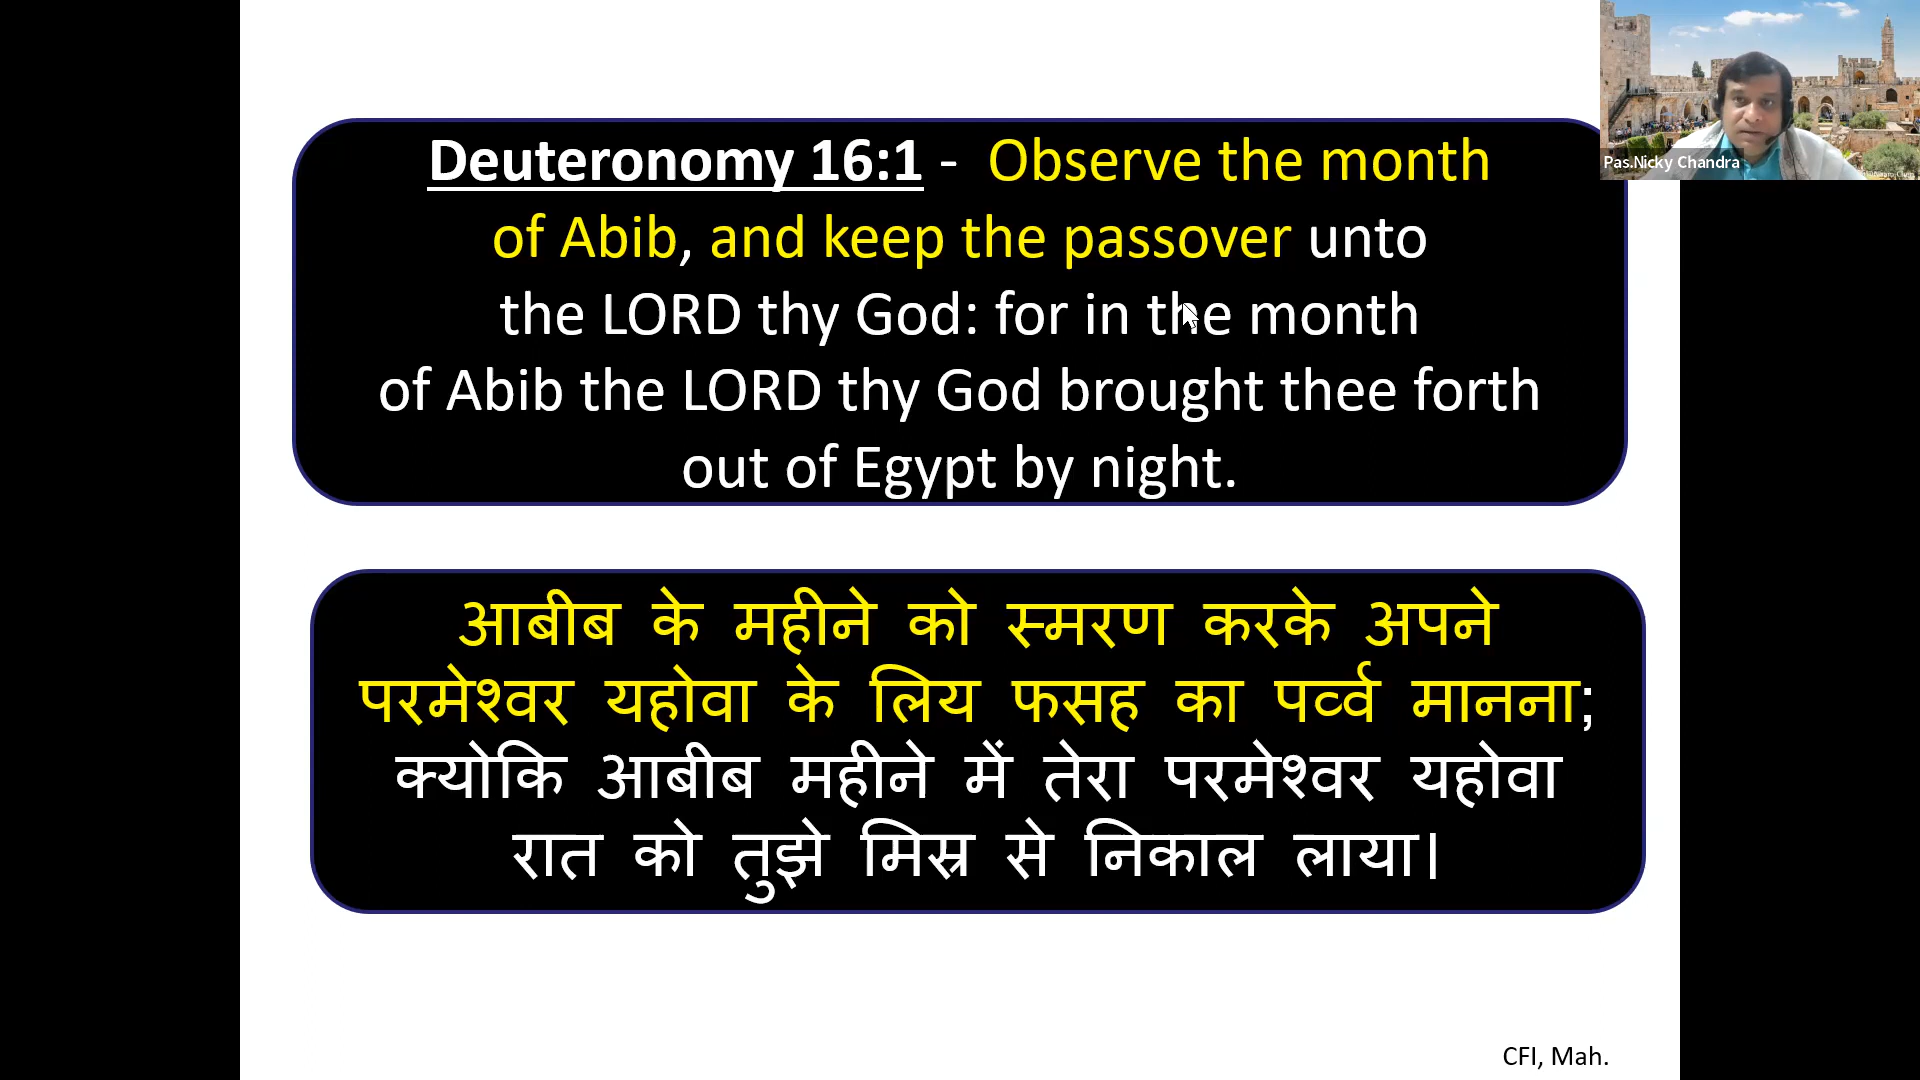 Deuteronomy 16:1 - Observe the month
of Abib, and keep the passover unto
the LORD thy God: for in the month
of Abib the LORD thy God brought thee forth
out of Egypt by night.
Pas.Nicky Chandra
आबीब के महीने को स्मरण करके अपने
परमेश्वर यहोवा के लिय फसह का पर्व्व मानना;
क्योकि आबीब महीने में तेरा परमेश्वर यहोवा
रात को तुझे मिस्र से निकाल लाया।
CFI, Mah.